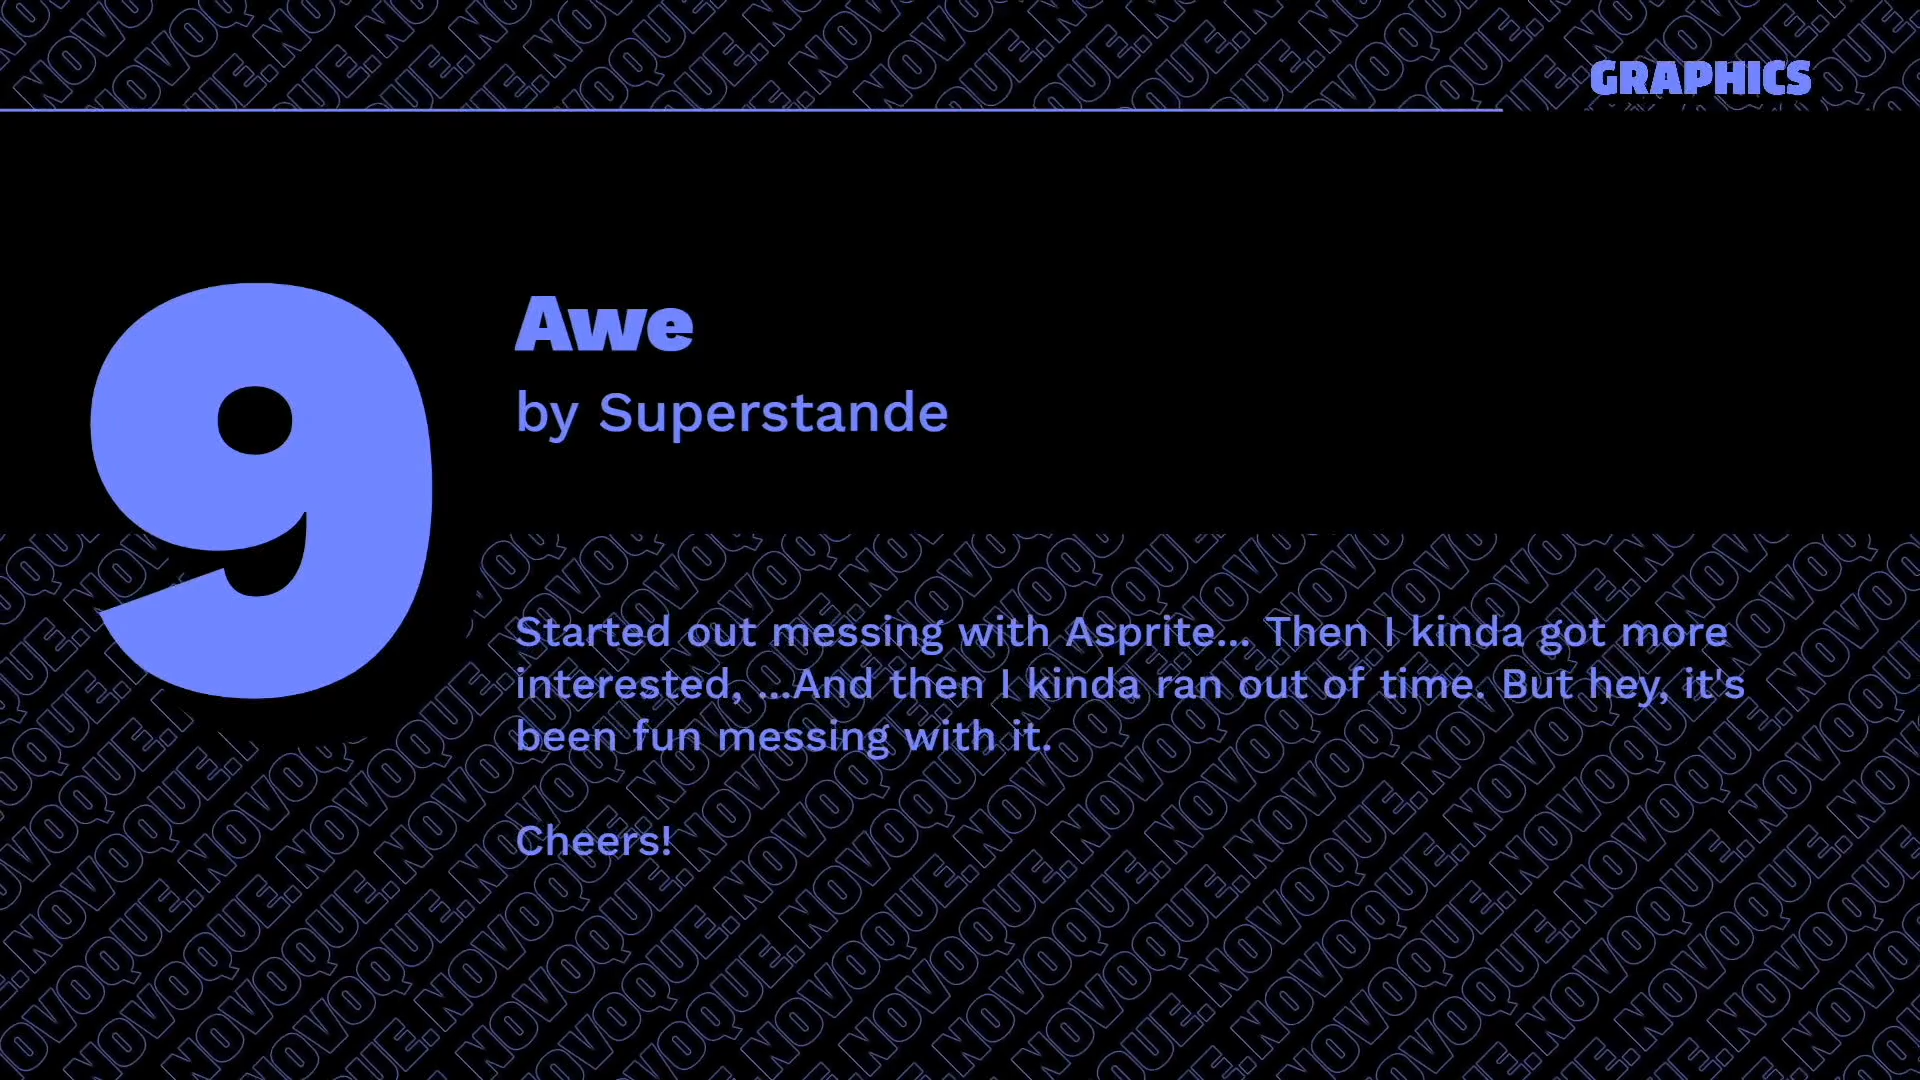 GRAPHICS
9
Awe
by Superstande
Started out messing with Asprite... Then I kinda got more
interested, ...And then I kinda ran out of time. But hey, it's
been fun messing with it.
Cheers!
NOVOQUE.